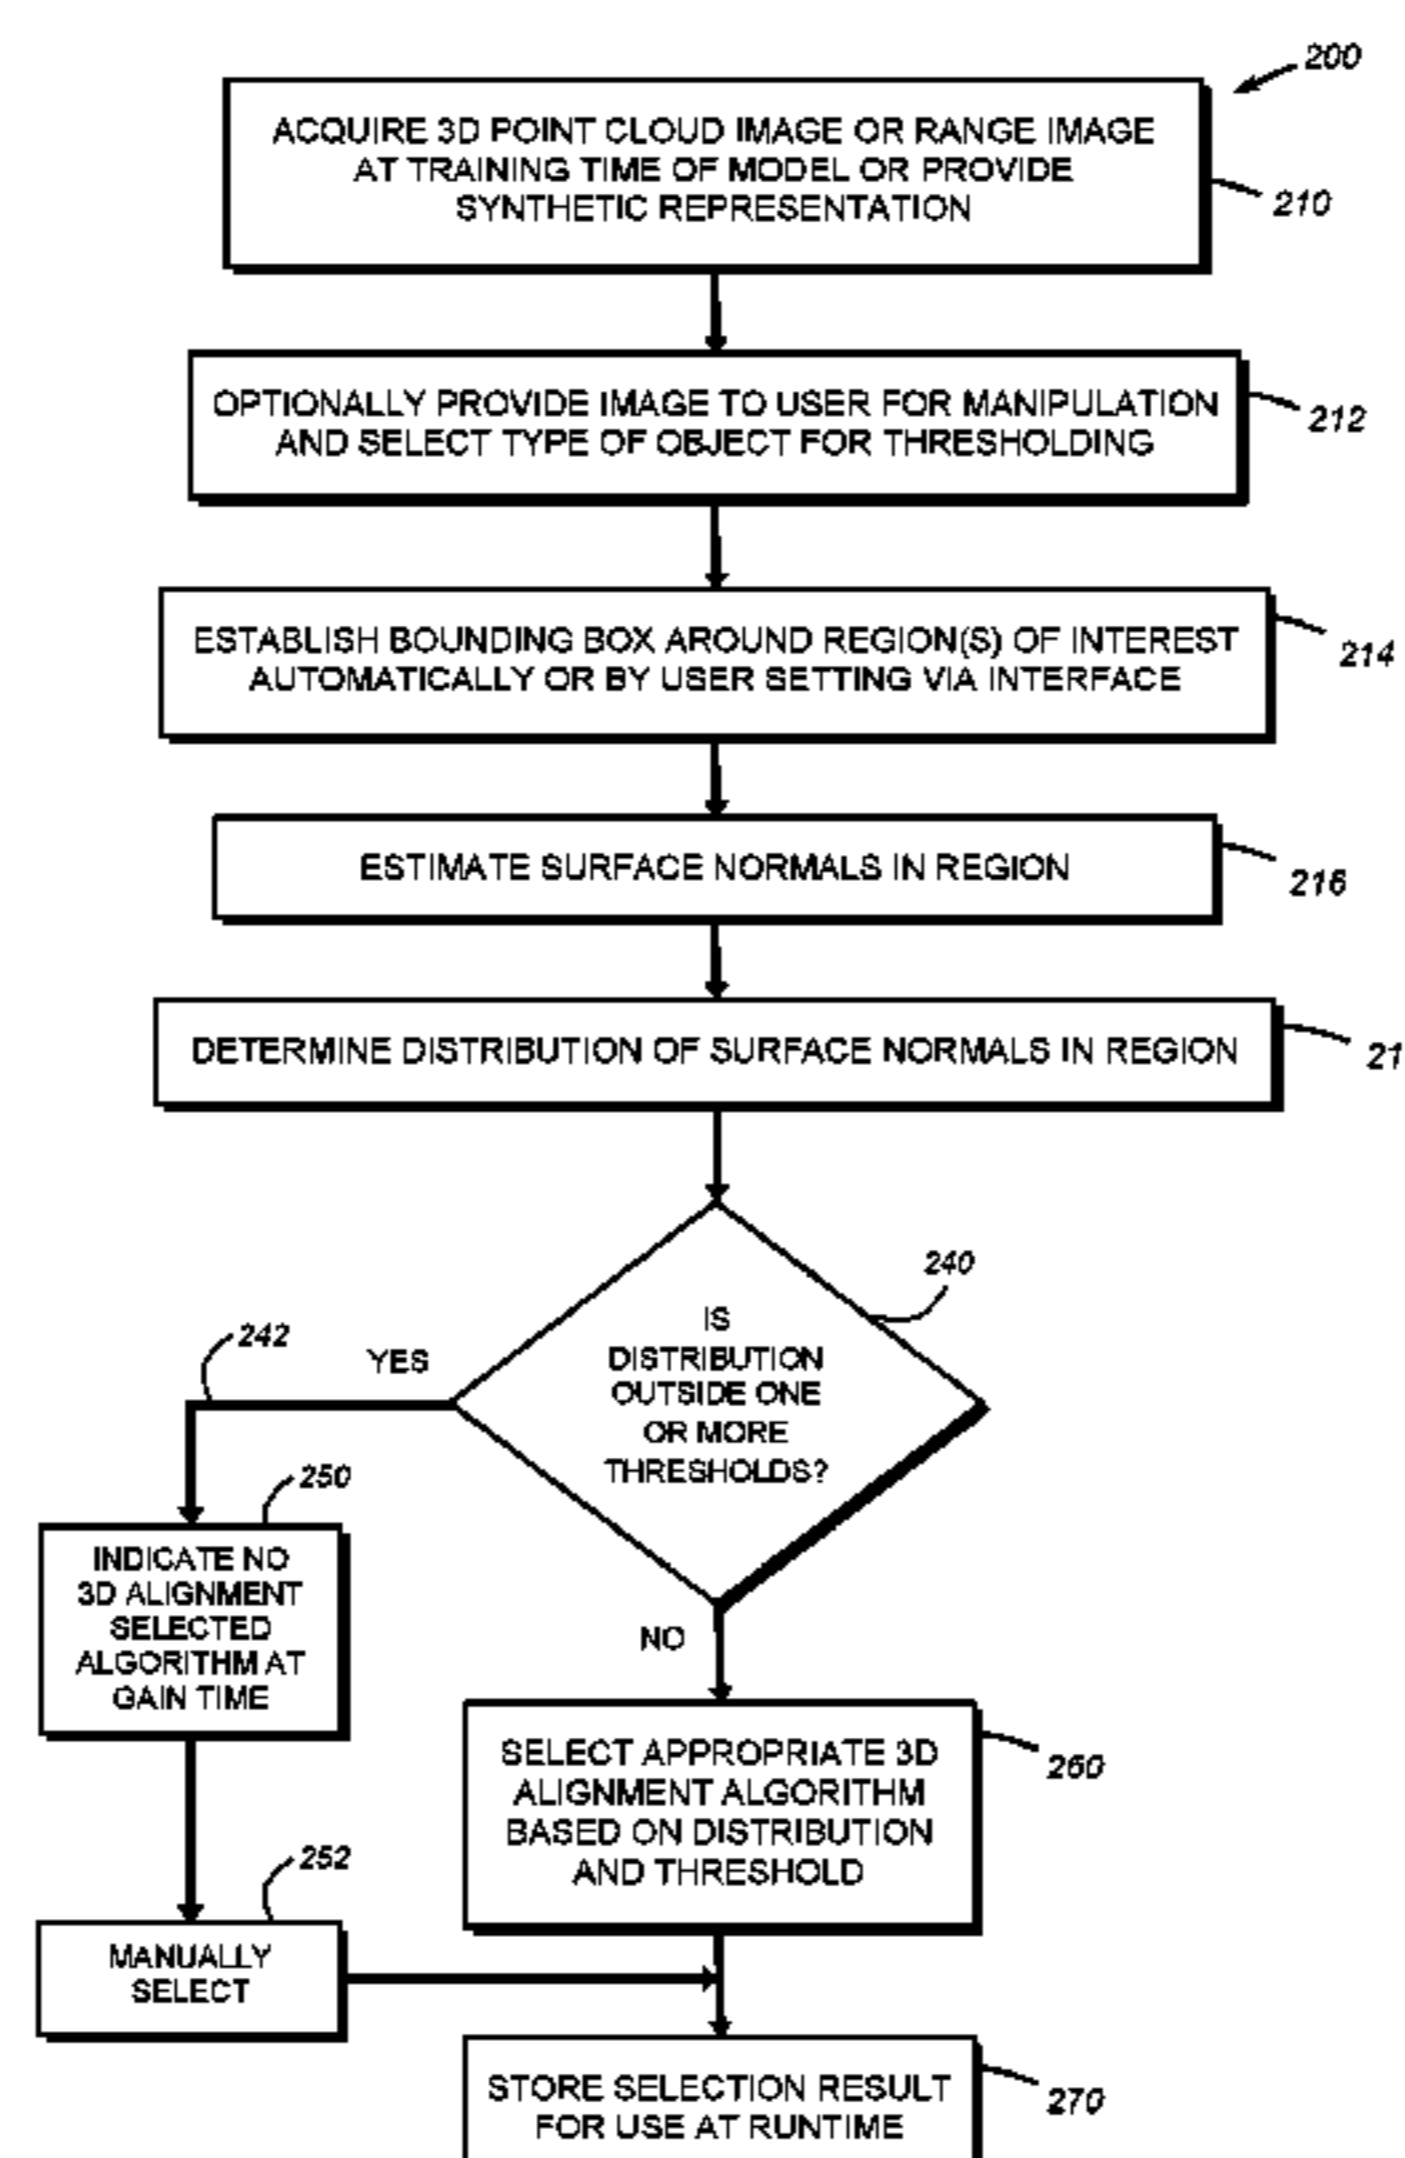 200
ACQUIRE 3D POINT CLOUD IMAGE OR RANGE IMAGE
AT TRAINING TIME OF MODEL OR PROVIDE
SYNTHETIC REPRESENTATION
210
OPTIONALLY PROVIDE IMAGE TO USER FOR MANIPULATION
AND SELECT TYPE OF OBJECT FOR THRESHOLDING
212
ESTABLISH BOUNDING BOX AROUND REGION(S) OF INTEREST
AUTOMATICALLY OR BY USER SETTING VIA INTERFACE
214
ESTIMATE SURFACE NORMALS IN REGION
216
DETERMINE DISTRIBUTION OF SURFACE NORMALS IN REGION
21
240
IS
DISTRIBUTION
OUTSIDE ONE
OR MORE
THRESHOLDS?
242
YES
250
INDICATE NO
3D ALIGNMENT
SELECTED
ALGORITHM AT
GAIN TIME
NO
SELECT APPROPRIATE 3D
ALIGNMENT ALGORITHM
BASED ON DISTRIBUTION
AND THRESHOLD
260
252
MANUALLY
SELECT
STORE SELECTION RESULT
FOR USE AT RUNTIME
270